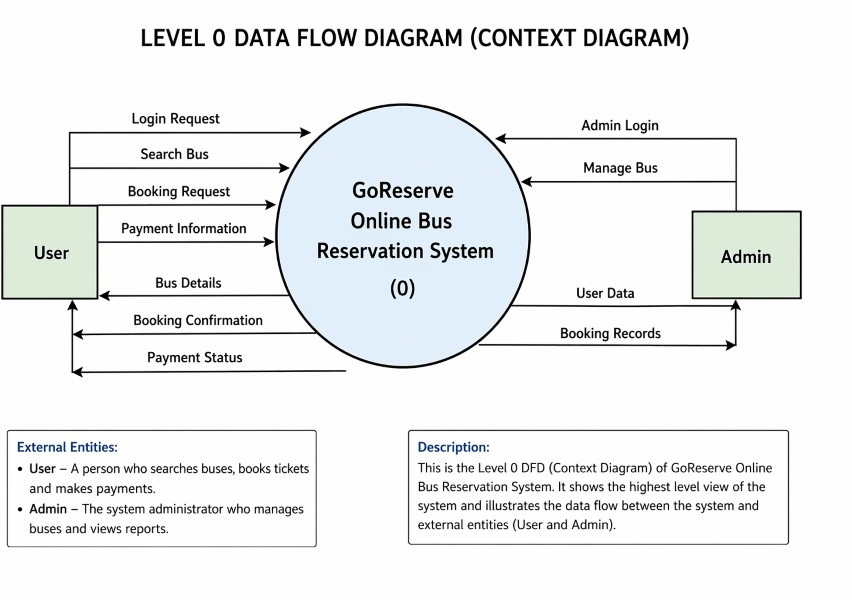 LEVEL 0 DATA FLOW DIAGRAM (CONTEXT DIAGRAM)
Login Request
Search Bus
Booking Request
Payment Information
User
Bus Details
Booking Confirmation
Payment Status
GoReserve
Online Bus
Reservation System
(0)
Admin Login
Manage Bus
Admin
User Data
Booking Records
External Entities:
• User – A person who searches buses, books tickets
and makes payments.
• Admin – The system administrator who manages
buses and views reports.
Description:
This is the Level 0 DFD (Context Diagram) of GoReserve Online
Bus Reservation System. It shows the highest level view of the
system and illustrates the data flow between the system and
external entities (User and Admin).